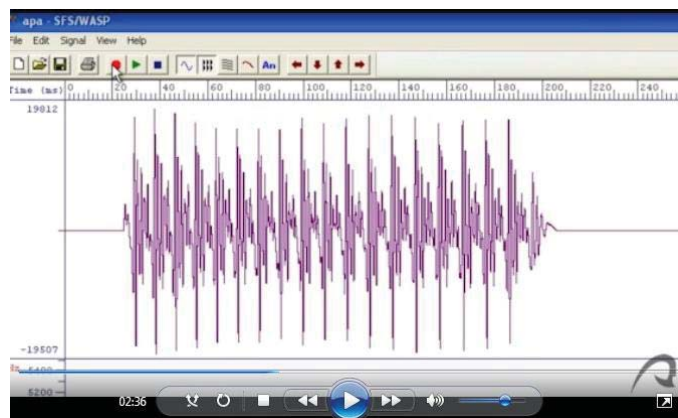 apa - SFS/WASP
File Edit Signal View Help
An
Time (ms) 0 20 40 60 80 100 120 140 160 180 200 220 240
19812
-19507
5200
02:36